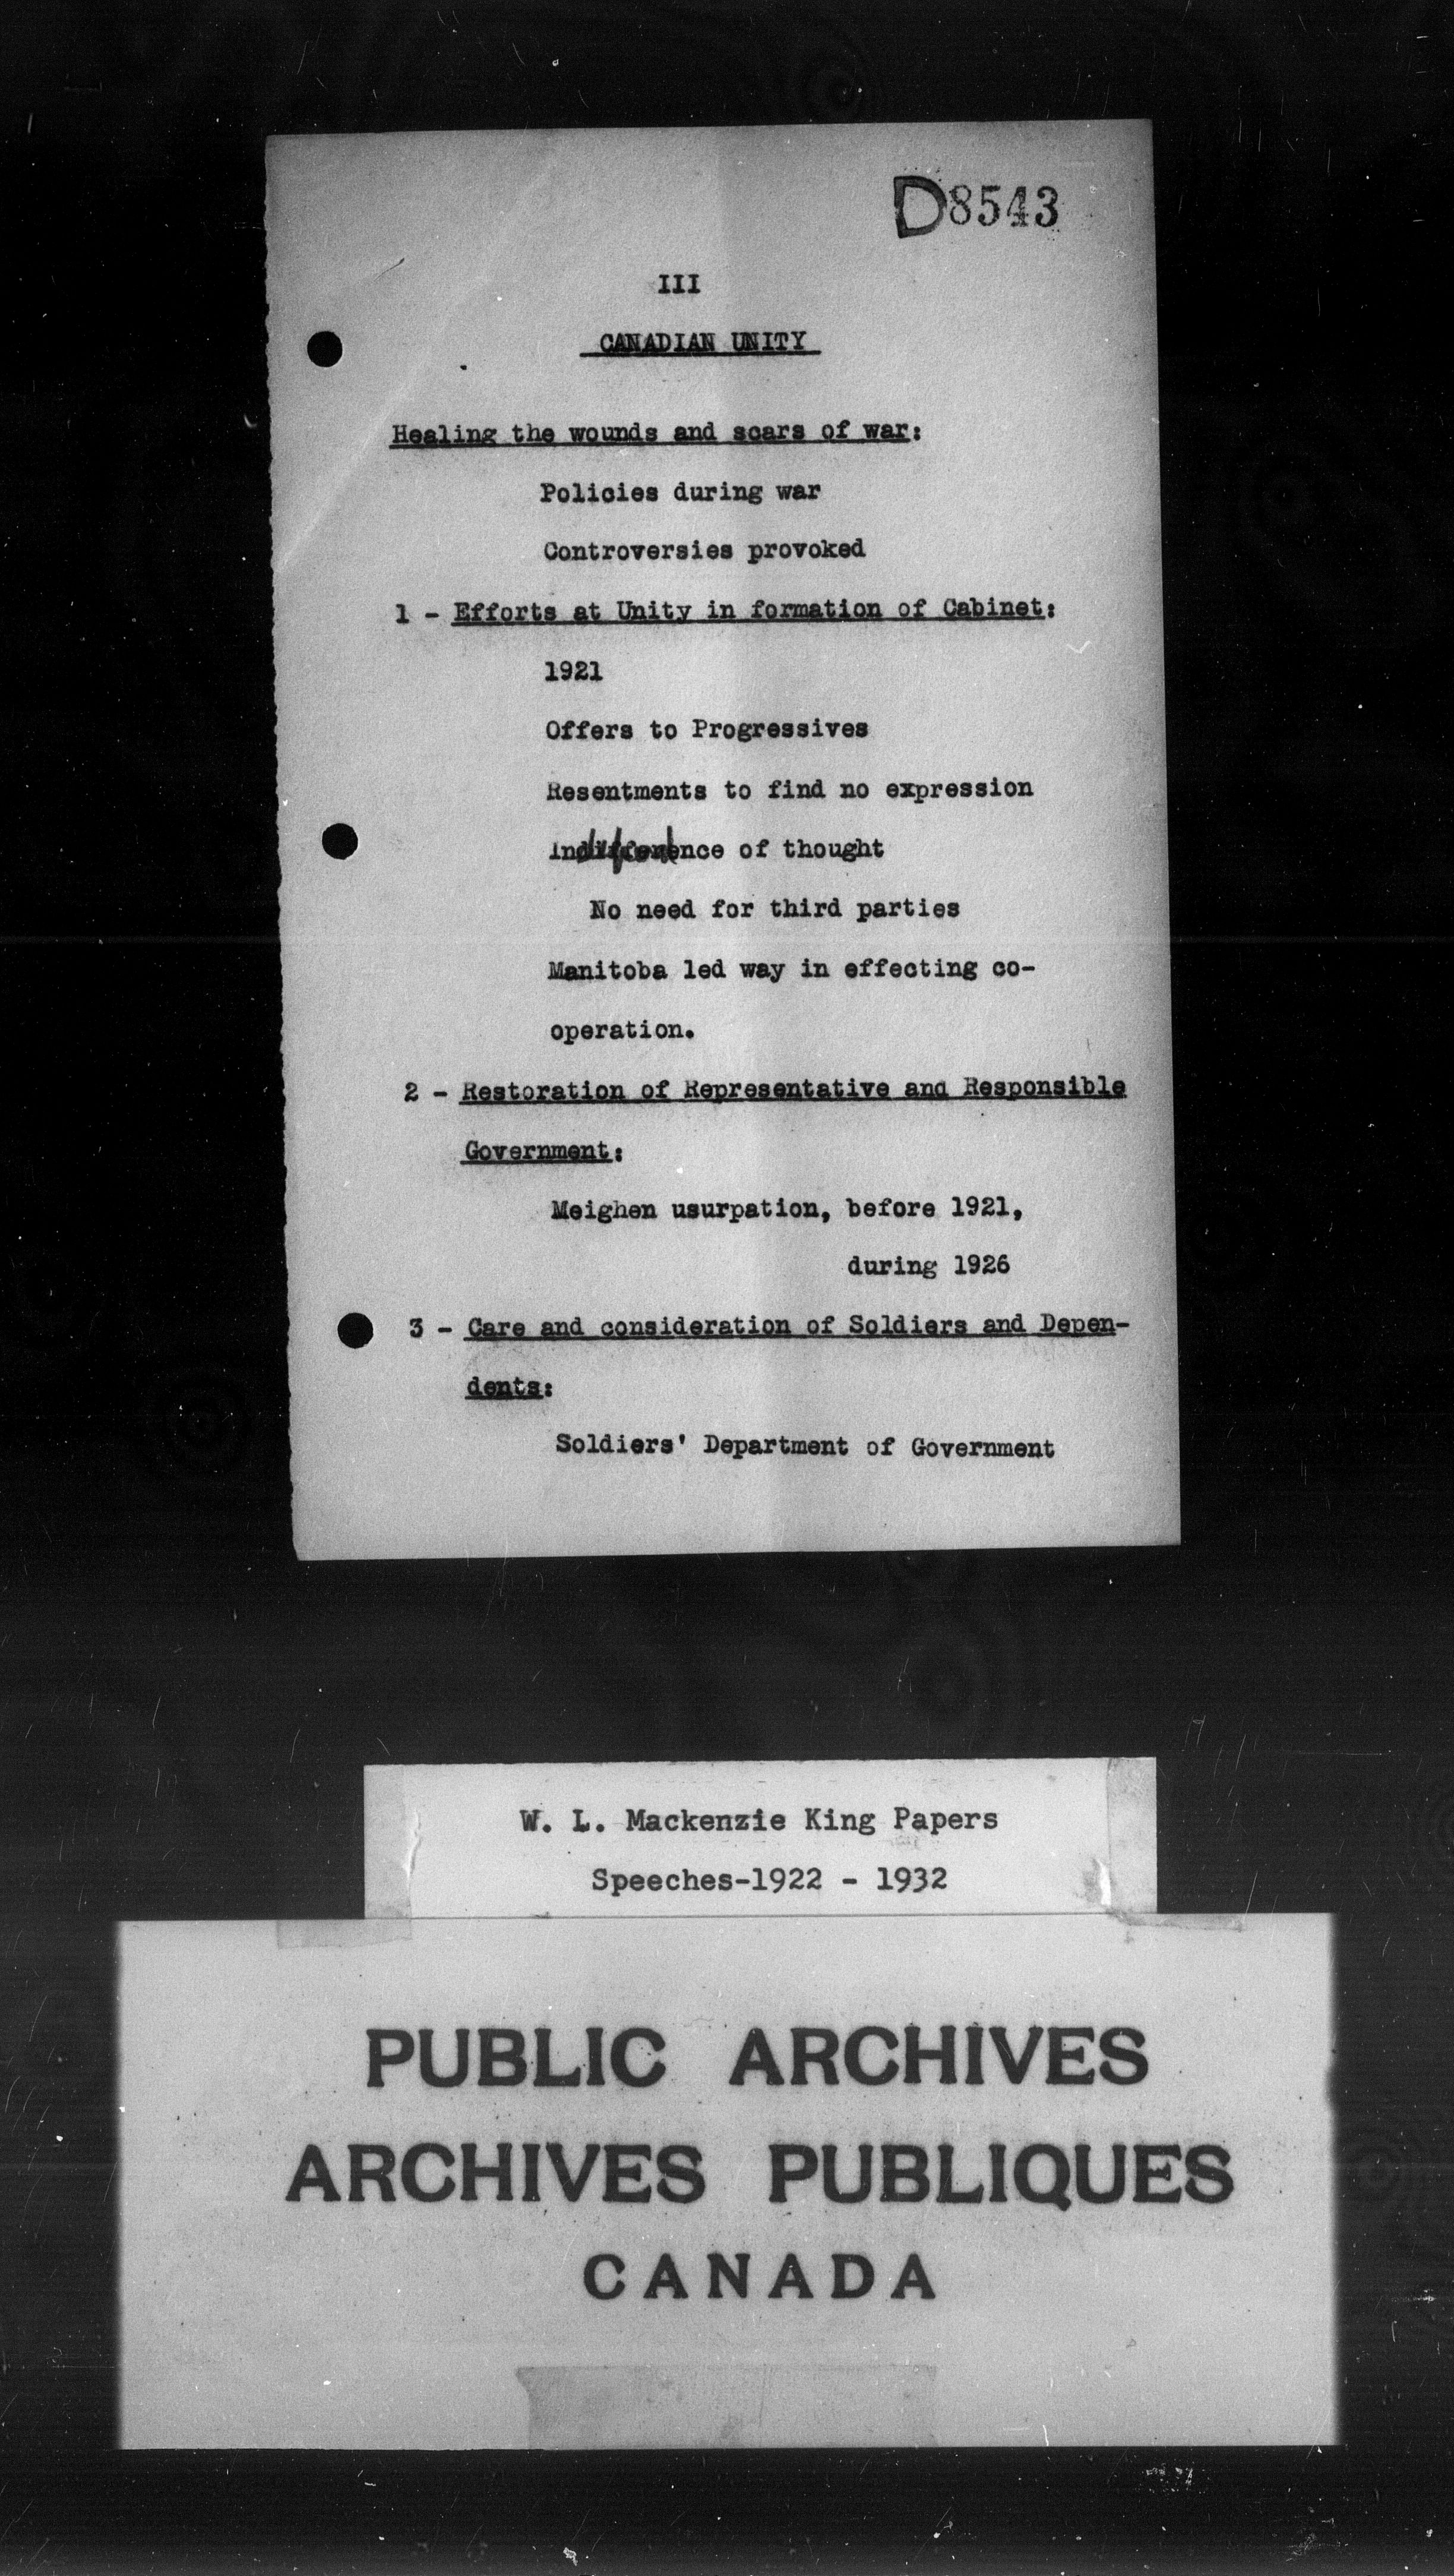 D8543
III
CANADIAN UNITY
Healing the wounds and scars of war:
Policies during war
Controversies provoked
1 - Efforts at Unity in formation of Cabinet:
1921
Offers to Progressives
Resentments to find no expression
of thought
No need for third parties
Manitoba led way in effecting co-
operation.
2 - Restoration of Representative and Responsible
Government:
Meighen usurpation, before 1921,
during 1926
3 - Care and consideration of Soldiers and Depen-
dents:
Soldiers' Department of Government
W. L. Mackenzie King Papers
Speeches-1922 - 1932
PUBLIC ARCHIVES
ARCHIVES PUBLIQUES
CANADA